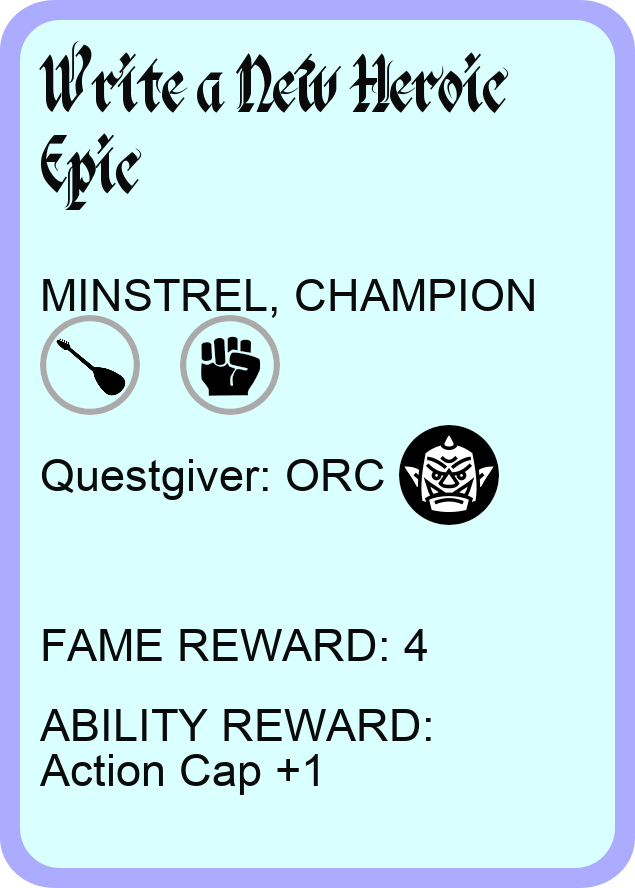 Write a New Heroic
Epic
MINSTREL, CHAMPION
Questgiver: ORC
FAME REWARD: 4
ABILITY REWARD:
Action Cap +1